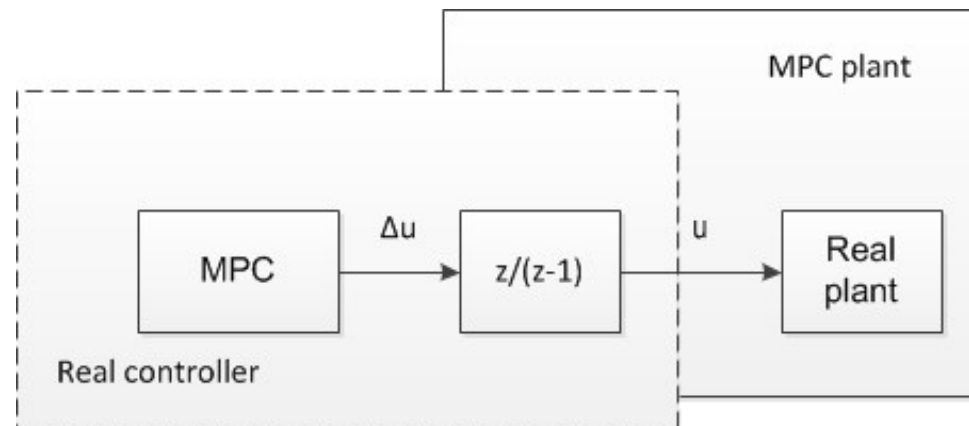 MPC plant
Δu
u
MPC
z/(z-1)
Real
plant
Real controller